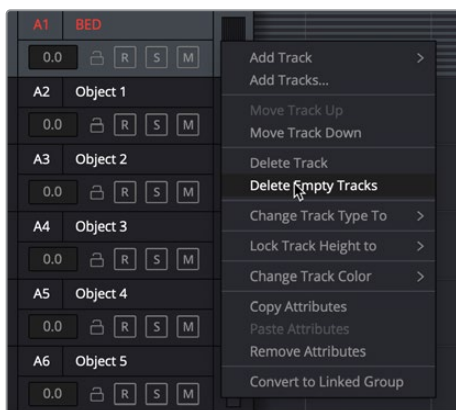 A1 BED
0.0 R S M
A2 Object 1
0.0 R S M
A3 Object 2
0.0 R S M
A4 Object 3
0.0 R S M
A5 Object 4
0.0 R S M
A6 Object 5
0.0 R S M
Add Track >
Add Tracks...
Move Track Up
Move Track Down
Delete Track
Delete Empty Tracks
Change Track Type To >
Lock Track Height to >
Change Track Color >
Copy Attributes
Paste Attributes
Remove Attributes
Convert to Linked Group